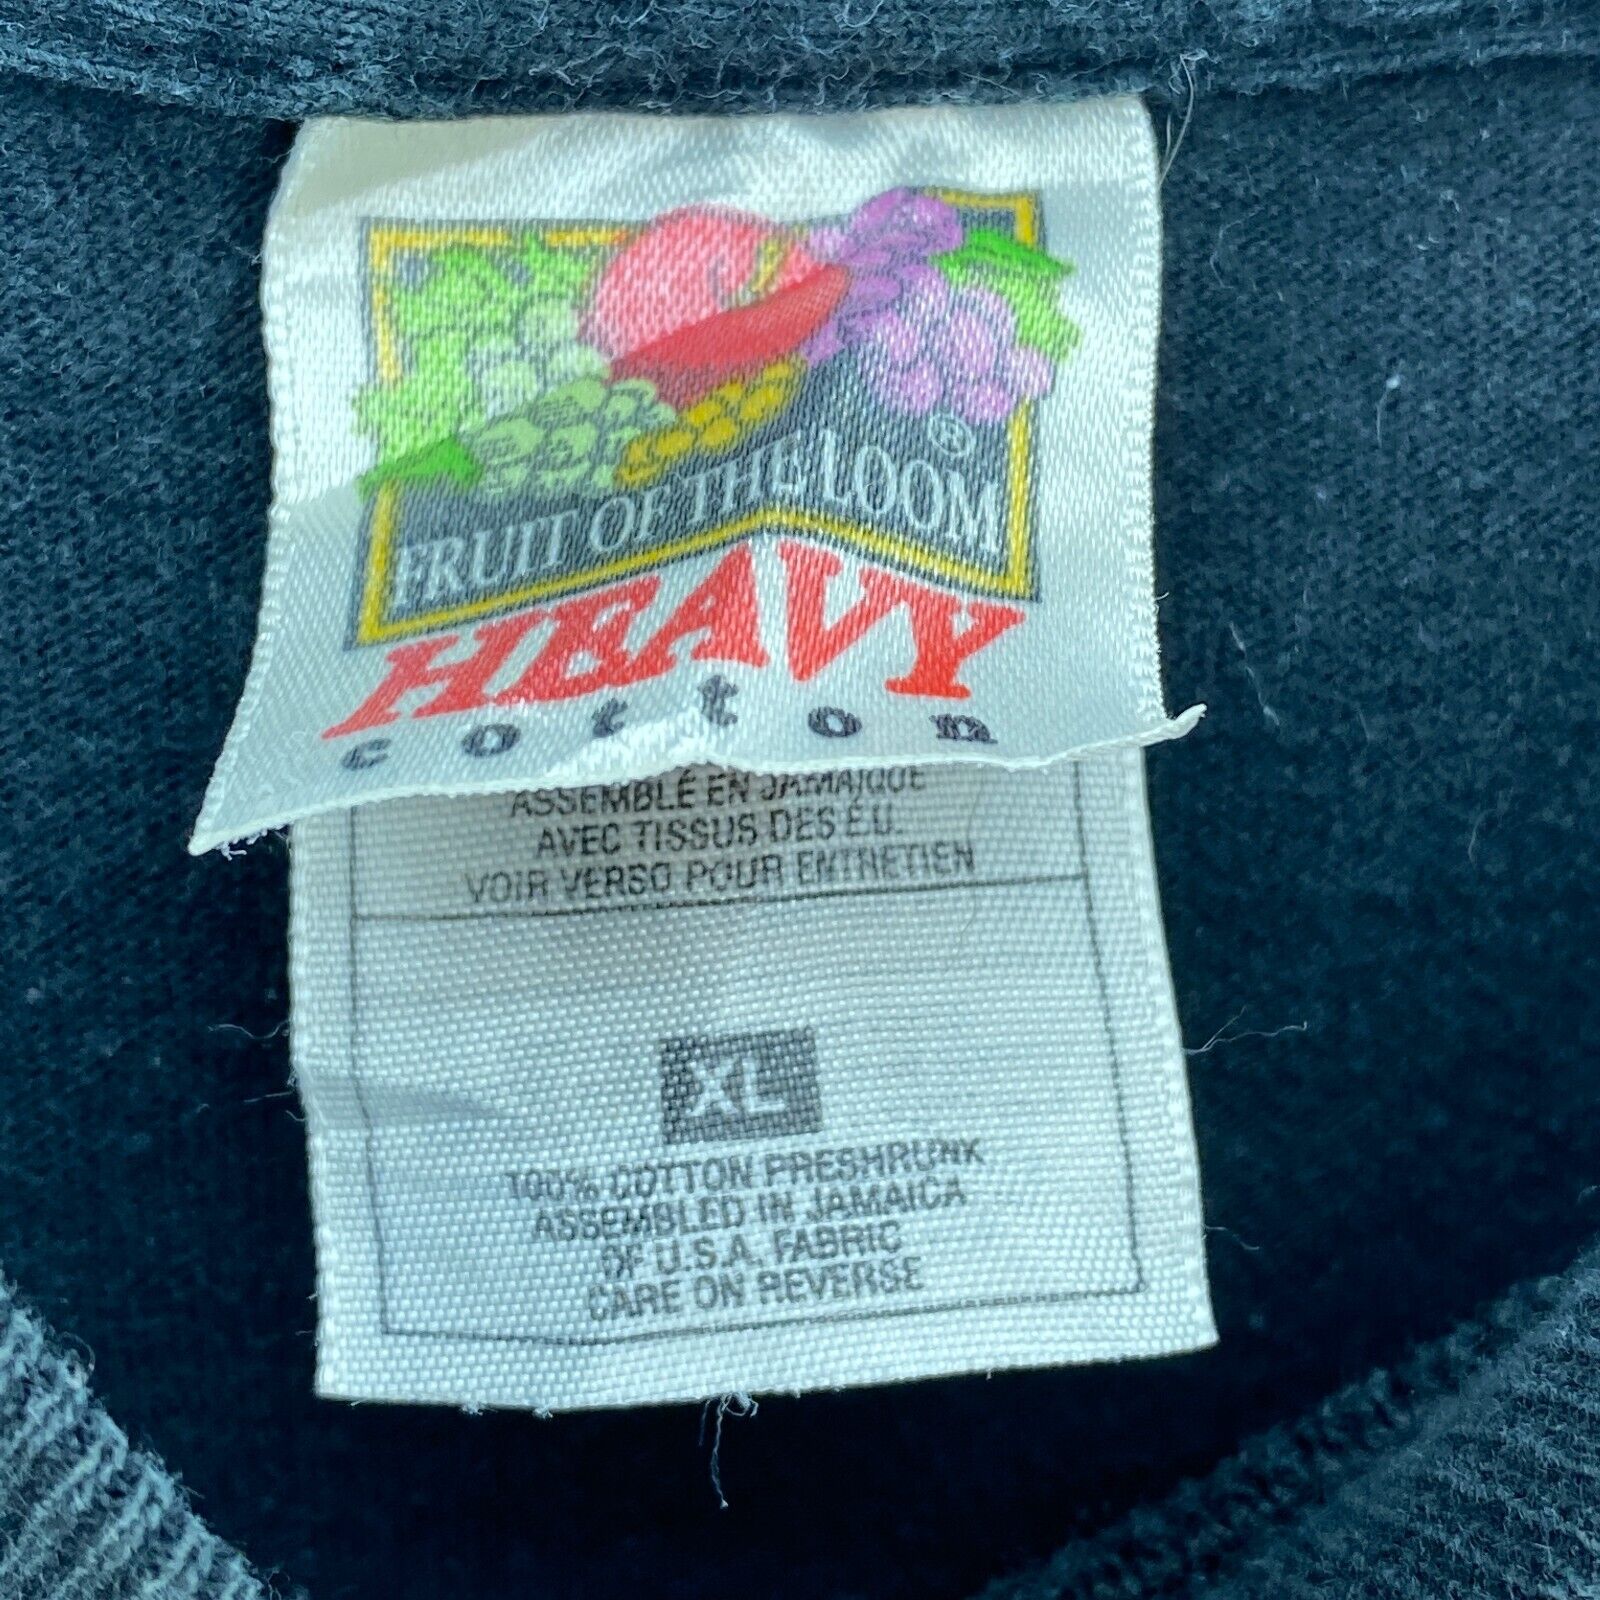 FRUIT OF THE LOOM ®
HEAVY
cotton
ASSEMBLÉ EN JAMAÏQUE
AVEC TISSUS DES É.U.
VOIR VERSO POUR ENTRETIEN
XL
100% COTTON PRESHRUNK
ASSEMBLED IN JAMAICA
OF U.S.A. FABRIC
CARE ON REVERSE